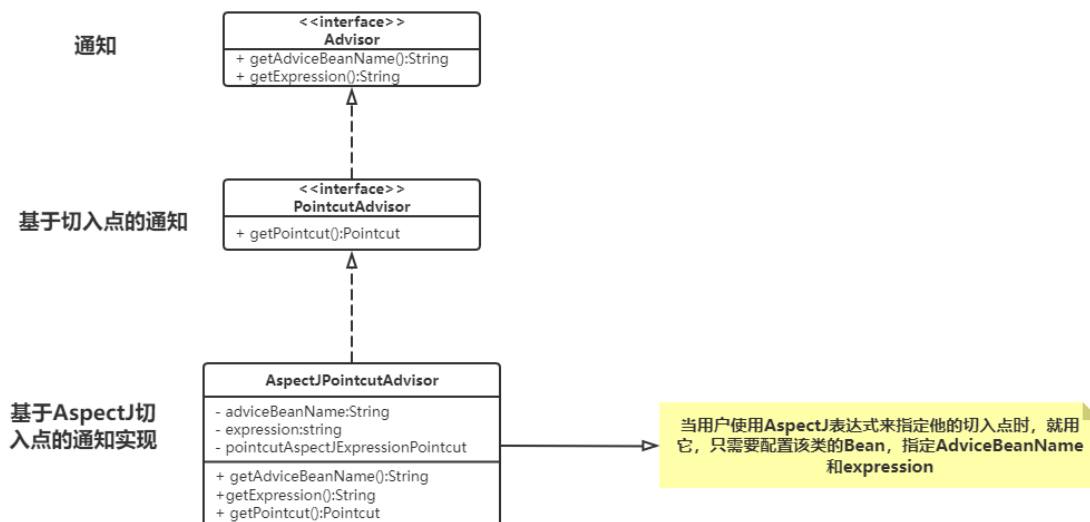 通知
<<interface>>
Advisor
+ getAdviceBeanName():String
+ getExpression():String
基于切入点的通知
<<interface>>
PointcutAdvisor
+ getPointcut():Pointcut
基于AspectJ切
入点的通知实现
AspectJPointcutAdvisor
- adviceBeanName:String
- expression:string
- pointcutAspectJExpressionPointcut
+ getAdviceBeanName():String
+getExpression():String
+ getPointcut():Pointcut
当用户使用AspectJ表达式来指定他的切入点时，就用
它，只需要配置该类的Bean，指定AdviceBeanName
和expression